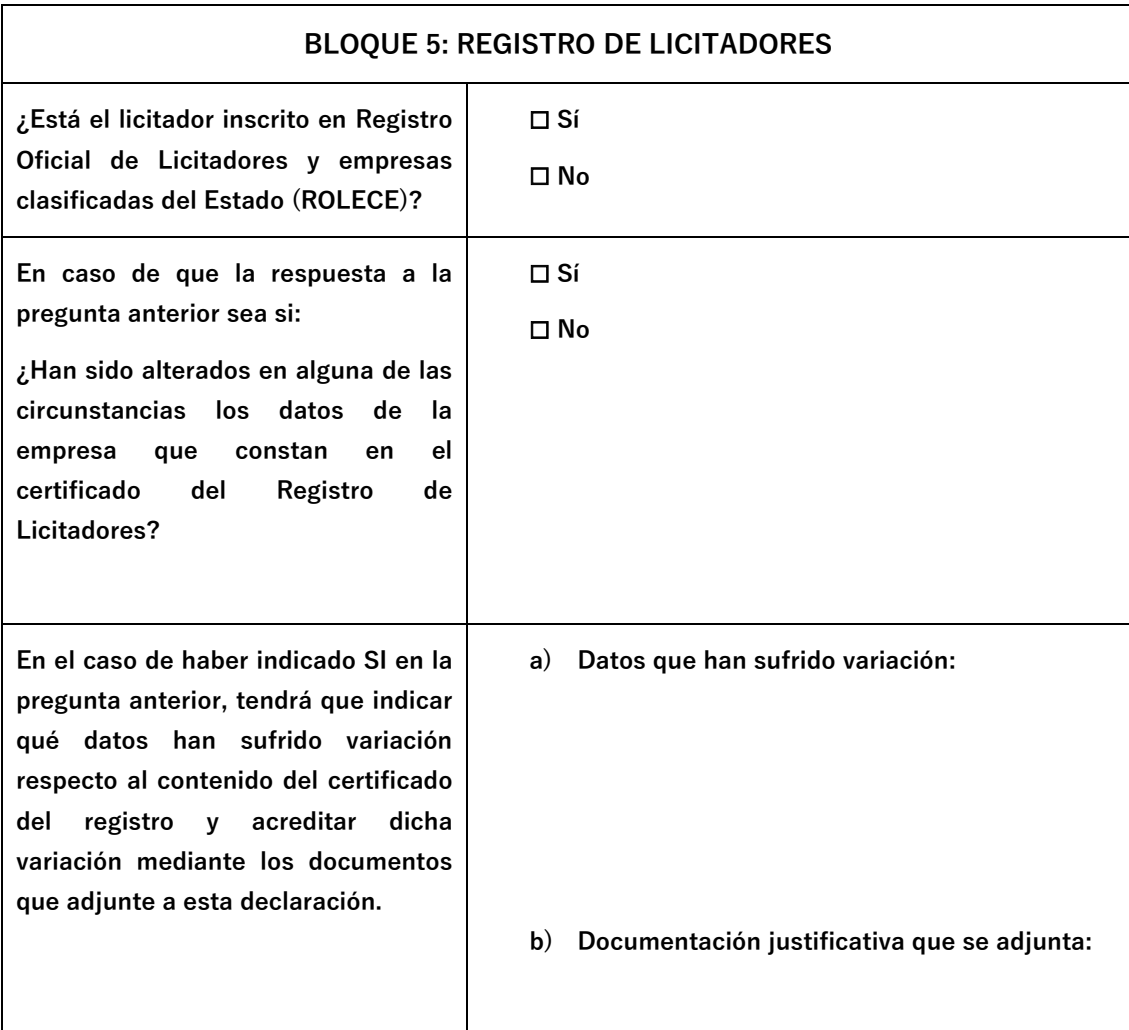 BLOQUE 5: REGISTRO DE LICITADORES
¿Está el licitador inscrito en Registro
Oficial de Licitadores y empresas
clasificadas del Estado (ROLECE)?
☐ Sí
☐ No
En caso de que la respuesta a la
pregunta anterior sea si:
¿Han sido alterados en alguna de las
circunstancias los datos de la
empresa que constan en el
certificado del Registro de
Licitadores?
☐ Sí
☐ No
En el caso de haber indicado SI en la
pregunta anterior, tendrá que indicar
qué datos han sufrido variación
respecto al contenido del certificado
del registro y acreditar dicha
variación mediante los documentos
que adjunte a esta declaración.
a) Datos que han sufrido variación:
b) Documentación justificativa que se adjunta: